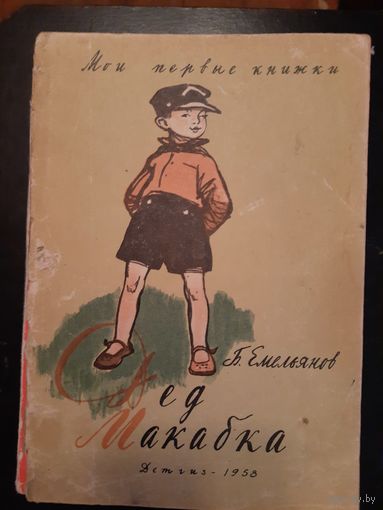 Мои первые книжки
Б. Емельянов
Дед
Макабка
Детгиз - 1958